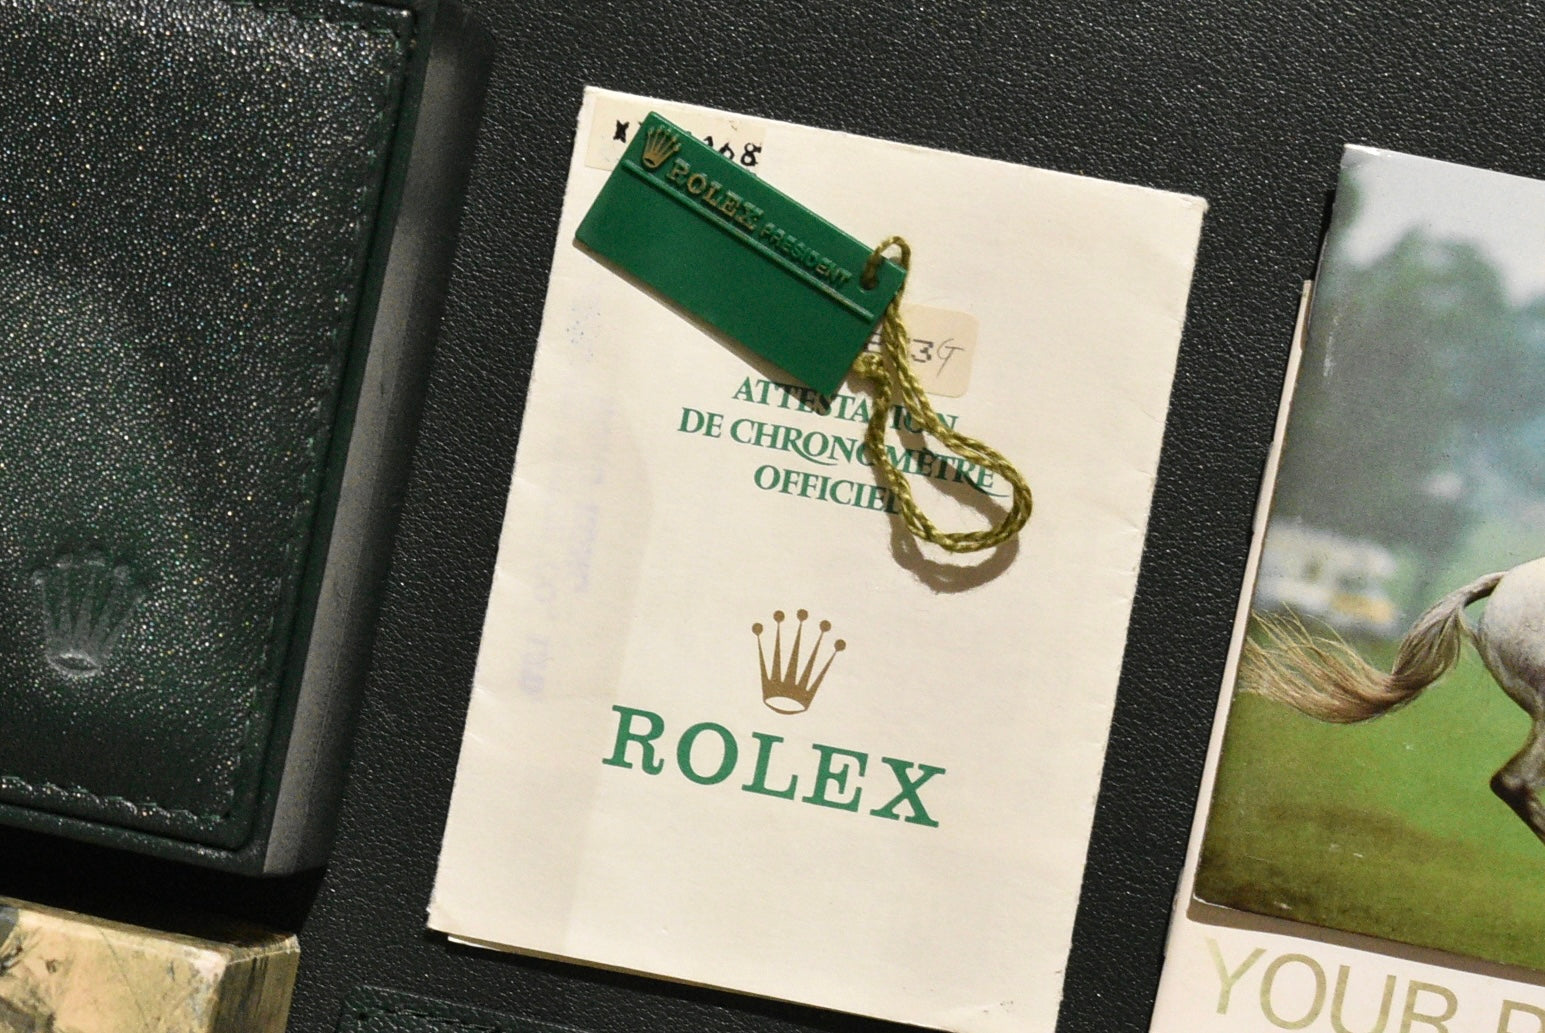 ROLEX PRESIDENT
ATTESTATION
DE CHRONOMETRE
OFFICIEL
ROLEX
YOUR